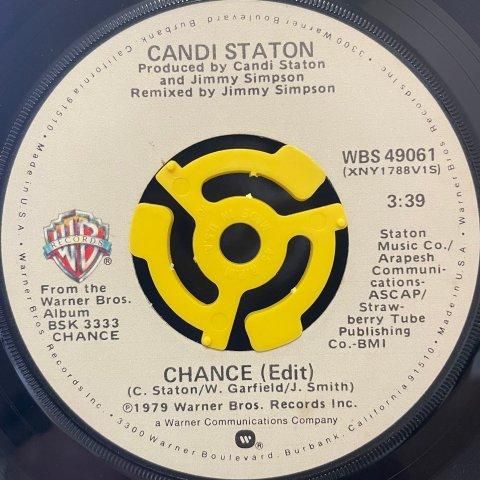 CANDI STATON
Produced by Candi Staton
and Jimmy Simpson
Remixed by Jimmy Simpson
WBS 49061
(XNY1788V1S)
3:39
Staton
Music Co./
Arapesh
Communi-
cations-
ASCAP/
Straw-
berry Tube
Publishing
Co.-BMI
WB
RECORDS
From the
Warner Bros.
Album
BSK 3333
CHANCE
CHANCE (Edit)
(C. Staton/W. Garfield/J. Smith)
℗1979 Warner Bros. Records Inc.
a Warner Communications Company
Warner Bros. Records Inc. • 3300 Warner Boulevard, Burbank, California 91510 • Made in U.S.A.